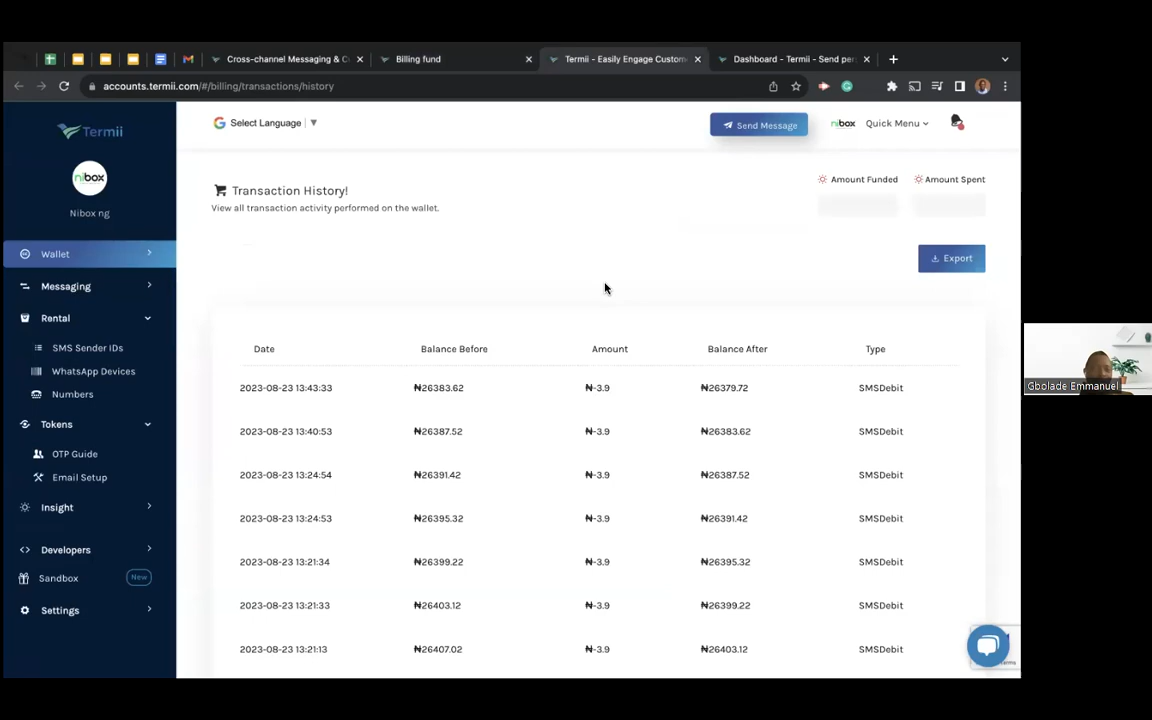 Cross-channel Messaging & C
Billing fund
Termii - Easily Engage Custom
Dashboard - Termii - Send per
accounts.termii.com/#/billing/transactions/history
Termii
Select Language
Send Message
nibox
Quick Menu
nibox
Nibox ng
Transaction History!
View all transaction activity performed on the wallet.
Amount Funded
Amount Spent
Export
Wallet
Messaging
Rental
SMS Sender IDs
WhatsApp Devices
Numbers
Tokens
OTP Guide
Email Setup
Insight
Developers
Sandbox
New
Settings
Date Balance Before Amount Balance After Type
2023-08-23 13:43:33 ₦26383.62 ₦-3.9 ₦26379.72 SMSDebit
2023-08-23 13:40:53 ₦26387.52 ₦-3.9 ₦26383.62 SMSDebit
2023-08-23 13:24:54 ₦26391.42 ₦-3.9 ₦26387.52 SMSDebit
2023-08-23 13:24:53 ₦26395.32 ₦-3.9 ₦26391.42 SMSDebit
2023-08-23 13:21:34 ₦26399.22 ₦-3.9 ₦26395.32 SMSDebit
2023-08-23 13:21:33 ₦26403.12 ₦-3.9 ₦26399.22 SMSDebit
2023-08-23 13:21:13 ₦26407.02 ₦-3.9 ₦26403.12 SMSDebit
Gbolade Emmanuel